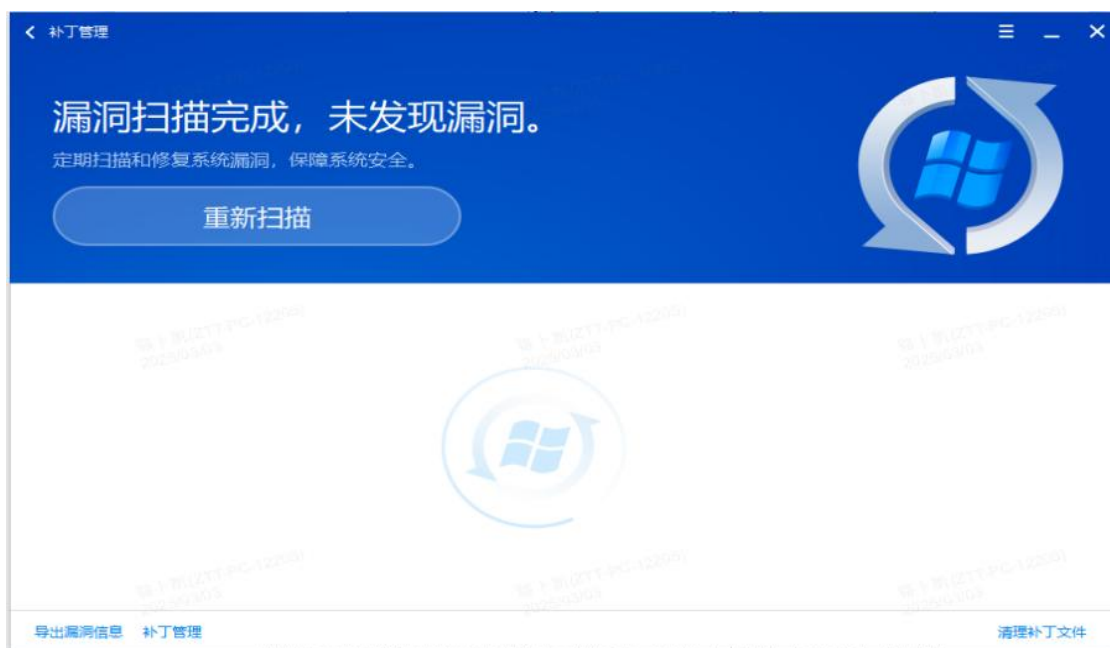 补丁管理
漏洞扫描完成，未发现漏洞。
定期扫描和修复系统漏洞，保障系统安全。
重新扫描
导出漏洞信息 补丁管理 清理补丁文件